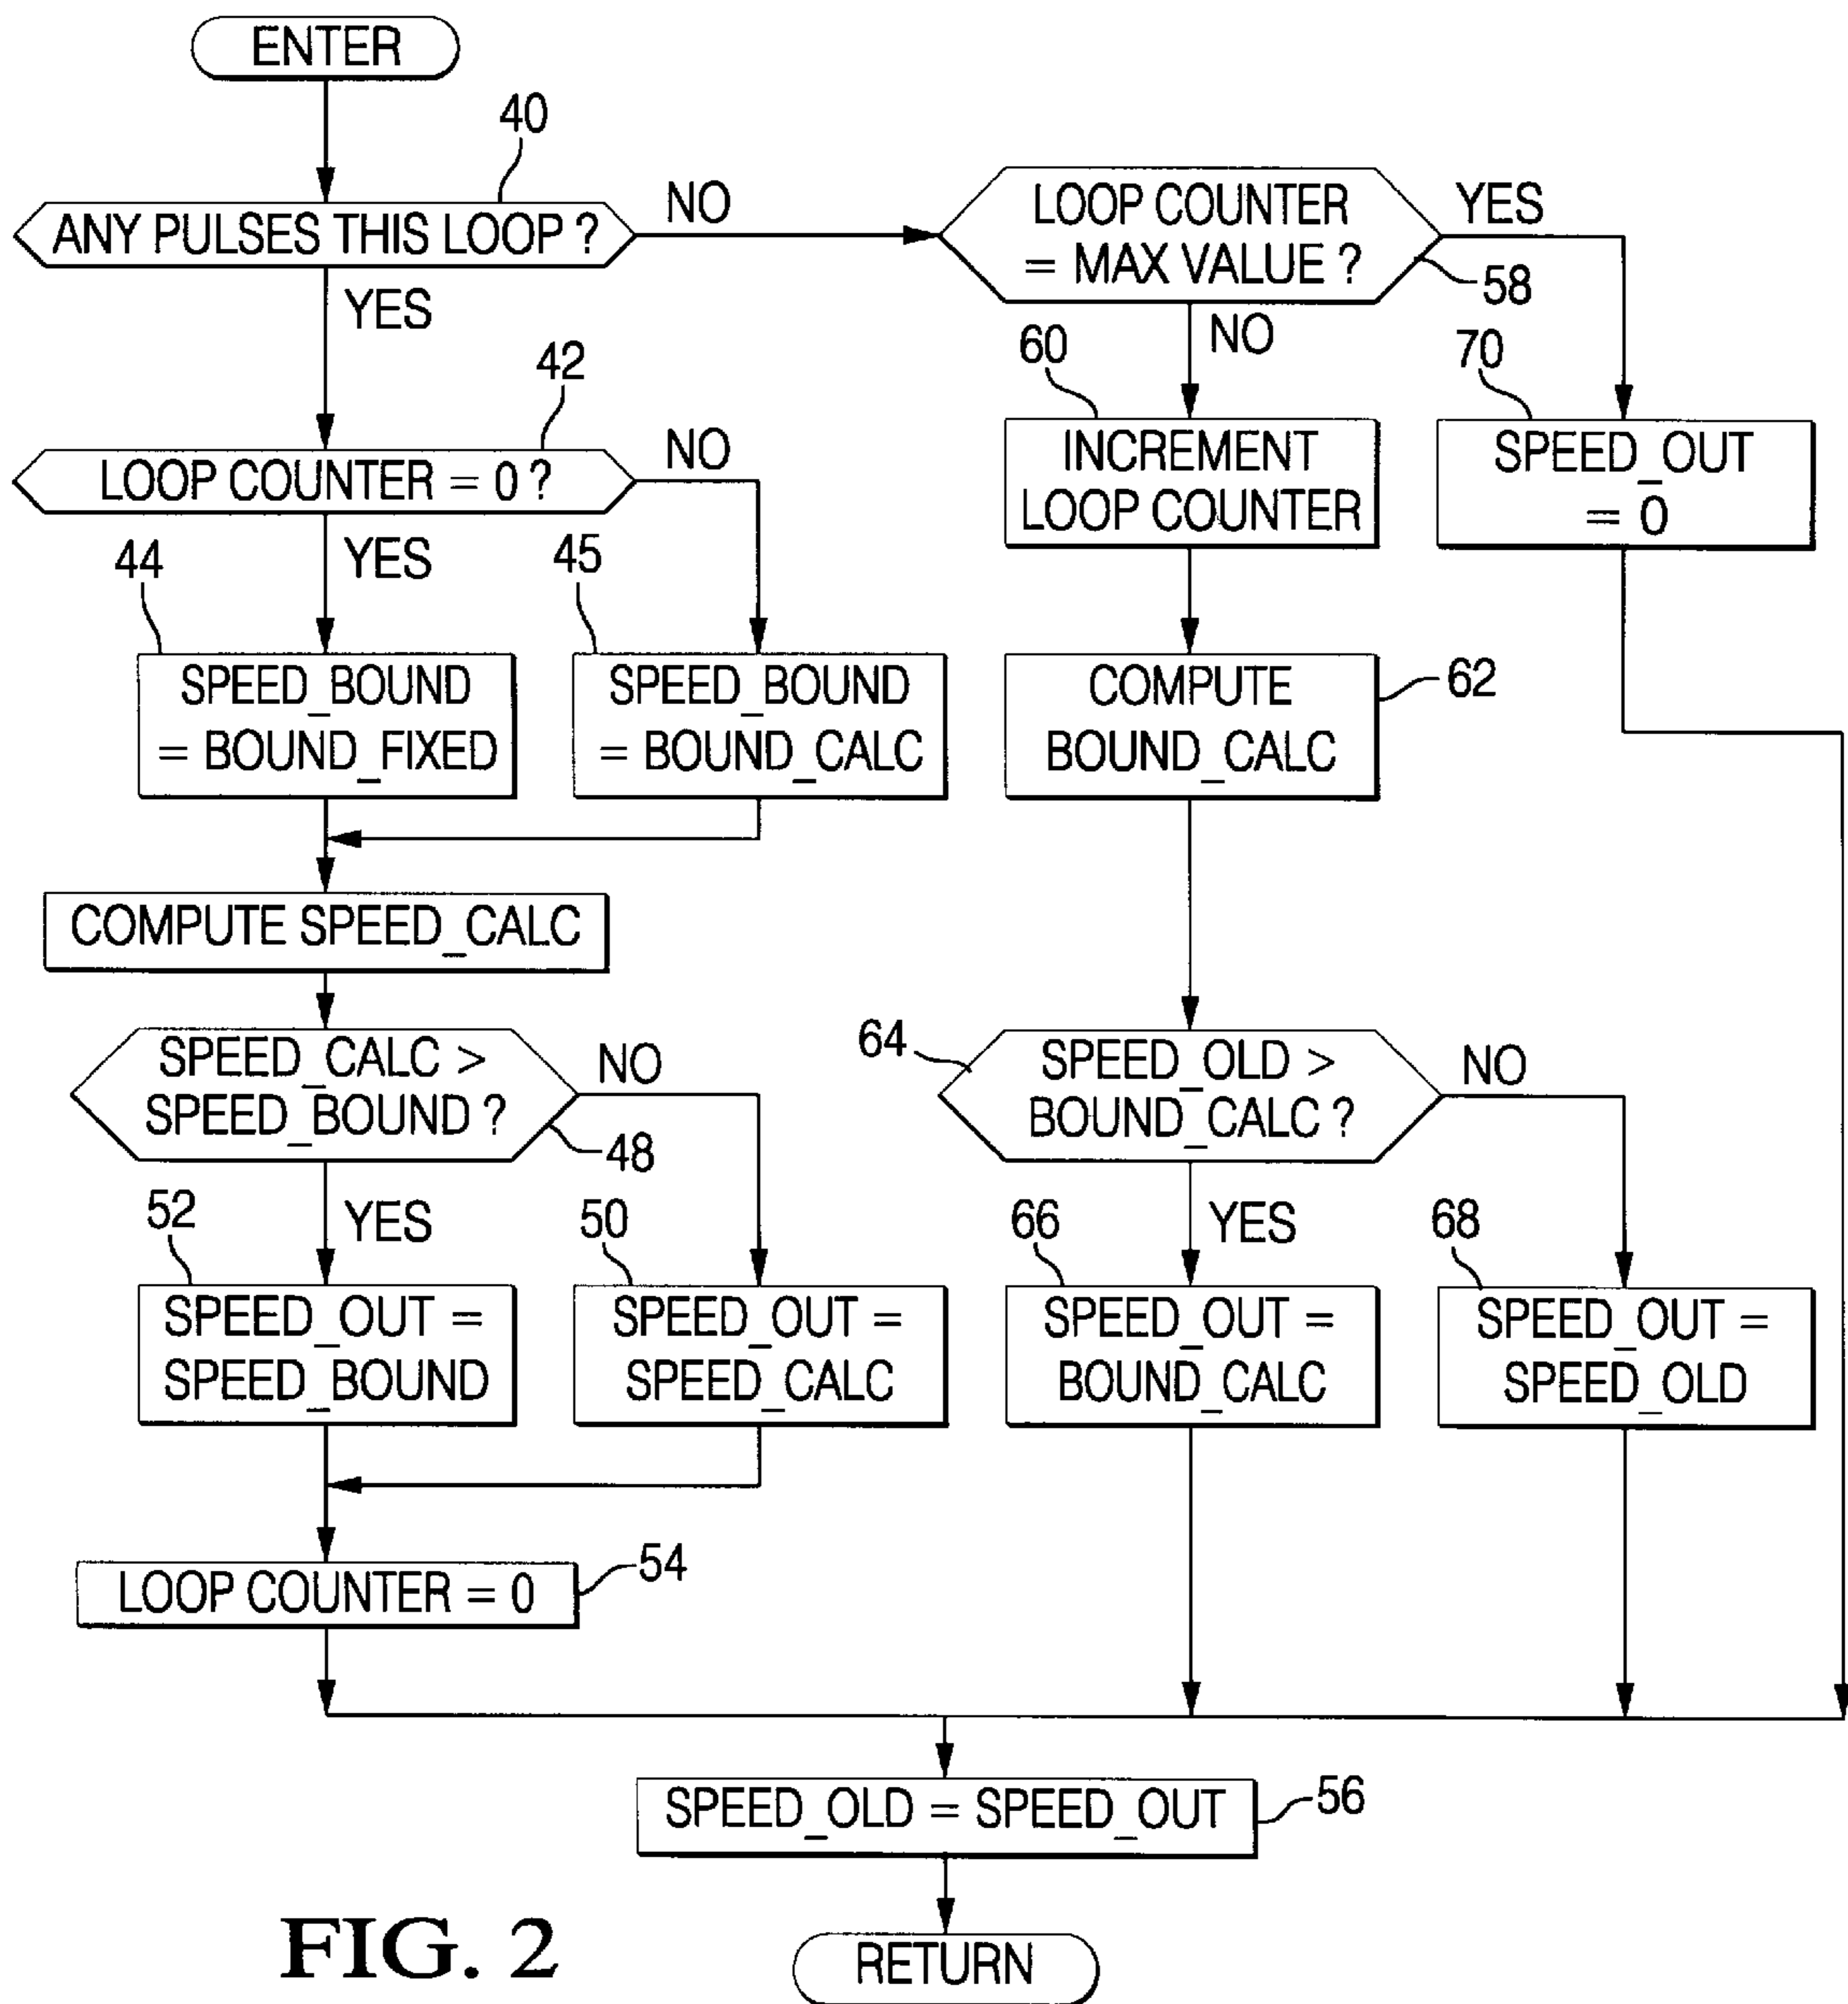 ENTER
40
ANY PULSES THIS LOOP ?
NO
YES
LOOP COUNTER
= MAX VALUE ?
YES
58
NO
42
LOOP COUNTER = 0 ?
NO
YES
44
SPEED_BOUND
= BOUND_FIXED
45
SPEED_BOUND
= BOUND_CALC
60
INCREMENT
LOOP COUNTER
70
SPEED_OUT
= 0
COMPUTE
BOUND_CALC
62
COMPUTE SPEED_CALC
SPEED_CALC >
SPEED_BOUND ?
NO
48
YES
64
SPEED_OLD >
BOUND_CALC ?
NO
YES
52
SPEED_OUT =
SPEED_BOUND
50
SPEED_OUT =
SPEED_CALC
66
SPEED_OUT =
BOUND_CALC
68
SPEED_OUT =
SPEED_OLD
LOOP COUNTER = 0
54
SPEED_OLD = SPEED_OUT
56
RETURN
FIG. 2